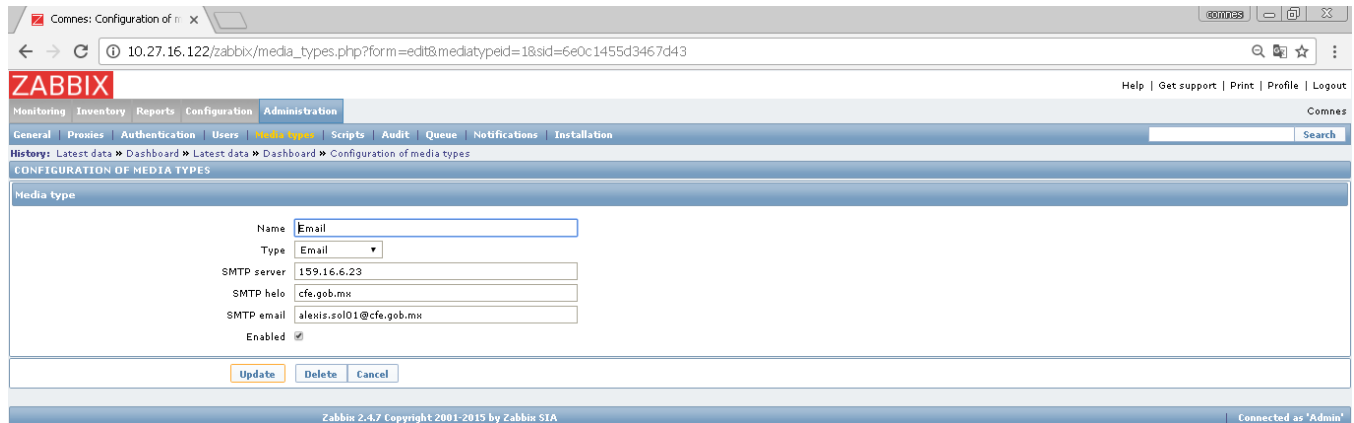 Comnes: Configuration of m
comnes
10.27.16.122/zabbix/media_types.php?form=edit&mediatypeid=1&sid=6e0c1455d3467d43
ZABBIX
Help | Get support | Print | Profile | Logout
Monitoring Inventory Reports Configuration Administration
Comnes
General | Proxies | Authentication | Users | Media types | Scripts | Audit | Queue | Notifications | Installation
Search
History: Latest data » Dashboard » Latest data » Dashboard » Configuration of media types
CONFIGURATION OF MEDIA TYPES
Media type
Name Email
Type Email
SMTP server 159.16.6.23
SMTP helo cfe.gob.mx
SMTP email alexis.sol01@cfe.gob.mx
Enabled
Update Delete Cancel
Zabbix 2.4.7 Copyright 2001-2015 by Zabbix SIA
Connected as 'Admin'